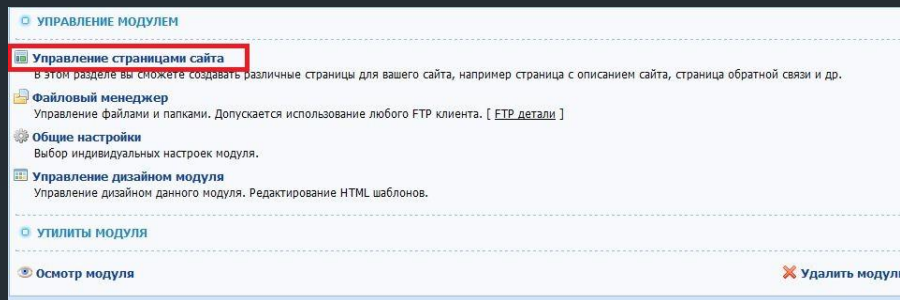 УПРАВЛЕНИЕ МОДУЛЕМ
Управление страницами сайта
В этом разделе вы сможете создавать различные страницы для вашего сайта, например страница с описанием сайта, страница обратной связи и др.
Файловый менеджер
Управление файлами и папками. Допускается использование любого FTP клиента. [ FTP детали ]
Общие настройки
Выбор индивидуальных настроек модуля.
Управление дизайном модуля
Управление дизайном данного модуля. Редактирование HTML шаблонов.
УТИЛИТЫ МОДУЛЯ
Осмотр модуля
Удалить модул